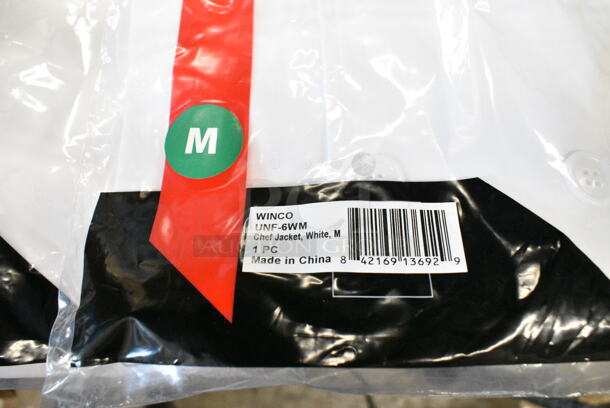 M
WINCO
UNF-6WM
Chef Jacket, White, M
1 PC
Made in China
8 42169 13692 9